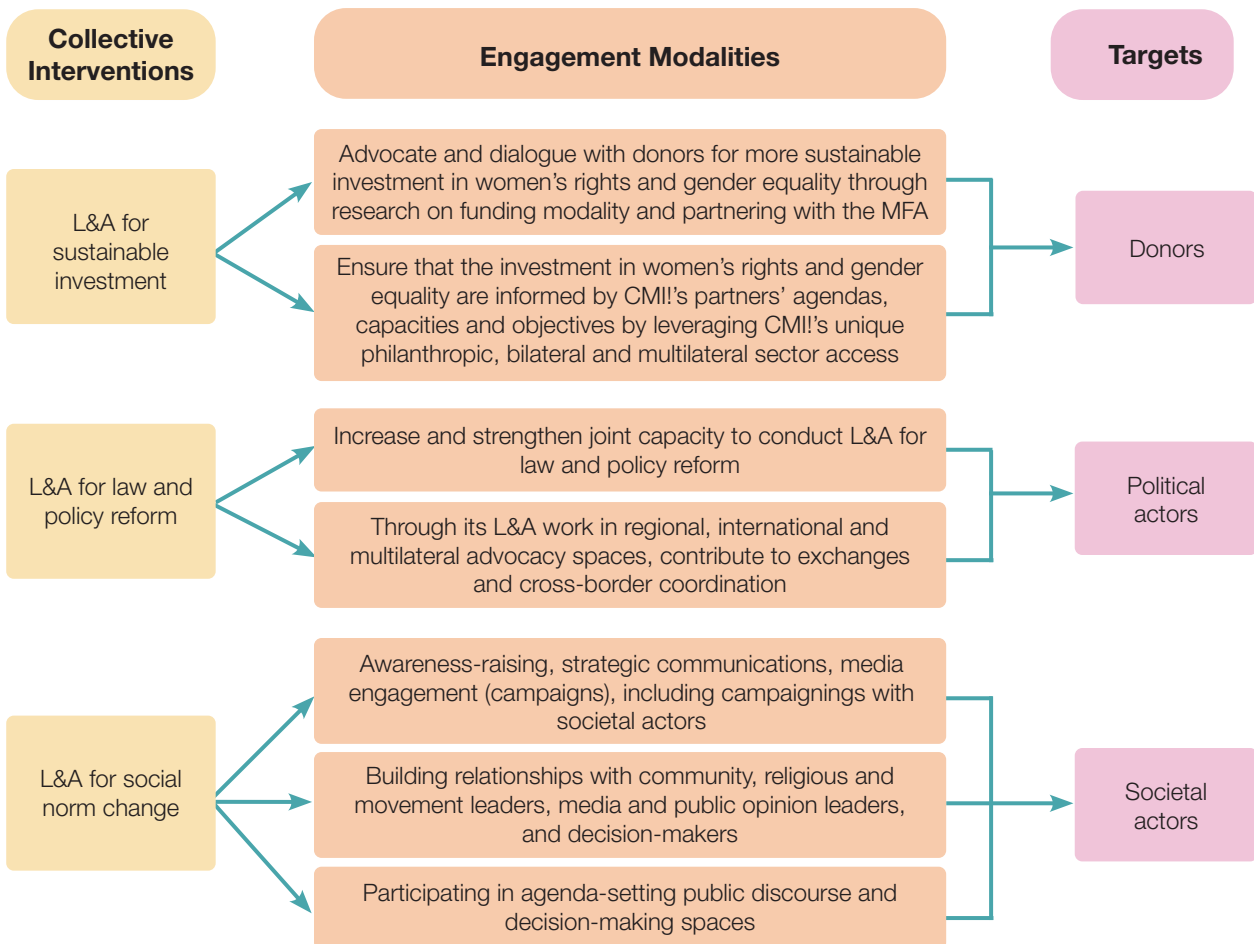 Collective
Interventions
Engagement Modalities
Targets
L&A for
sustainable
investment
Advocate and dialogue with donors for more sustainable
investment in women’s rights and gender equality through
research on funding modality and partnering with the MFA
Ensure that the investment in women’s rights and gender
equality are informed by CMI!’s partners’ agendas,
capacities and objectives by leveraging CMI!’s unique
philanthropic, bilateral and multilateral sector access
Donors
L&A for law and
policy reform
Increase and strengthen joint capacity to conduct L&A for
law and policy reform
Through its L&A work in regional, international and
multilateral advocacy spaces, contribute to exchanges
and cross-border coordination
Political
actors
L&A for social
norm change
Awareness-raising, strategic communications, media
engagement (campaigns), including campaignings with
societal actors
Building relationships with community, religious and
movement leaders, media and public opinion leaders,
and decision-makers
Participating in agenda-setting public discourse and
decision-making spaces
Societal
actors